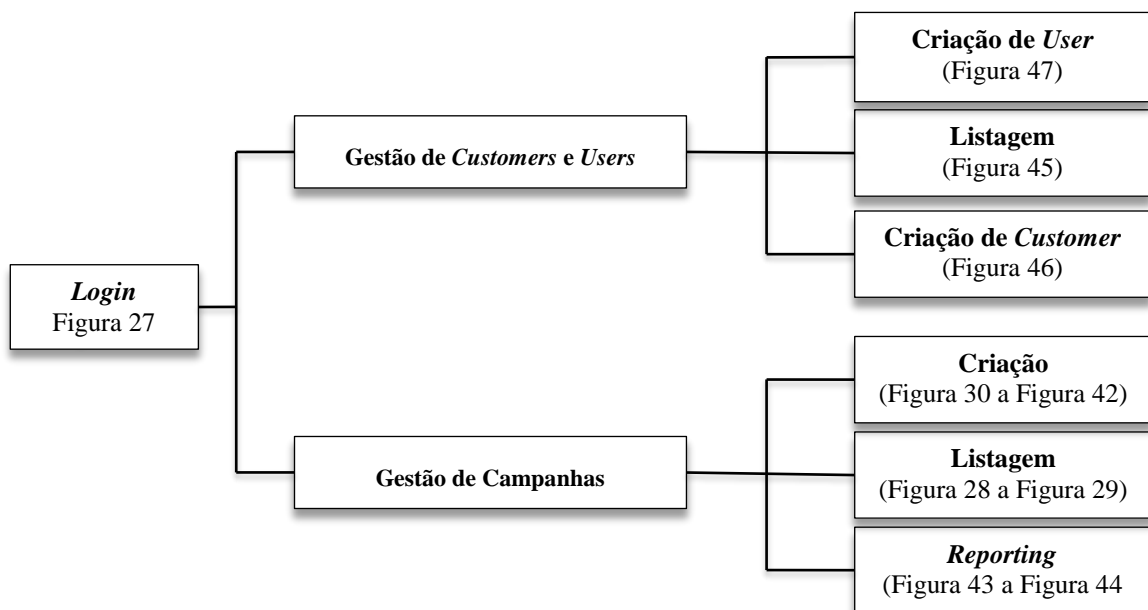 Criação de User
(Figura 47)
Gestão de Customers e Users
Listagem
(Figura 45)
Criação de Customer
(Figura 46)
Login
Figura 27
Criação
(Figura 30 a Figura 42)
Gestão de Campanhas
Listagem
(Figura 28 a Figura 29)
Reporting
(Figura 43 a Figura 44